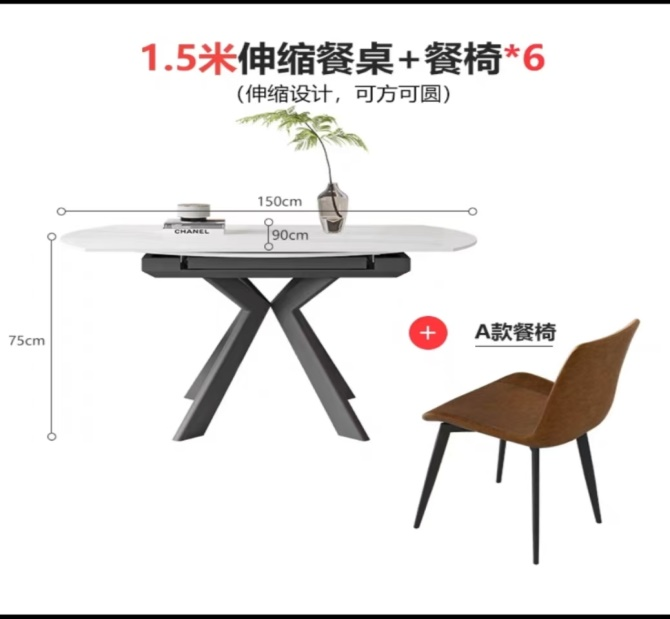 1.5米伸缩餐桌+餐椅*6
（伸缩设计，可方可圆）
150cm
CHANEL
90cm
75cm
+ A款餐椅